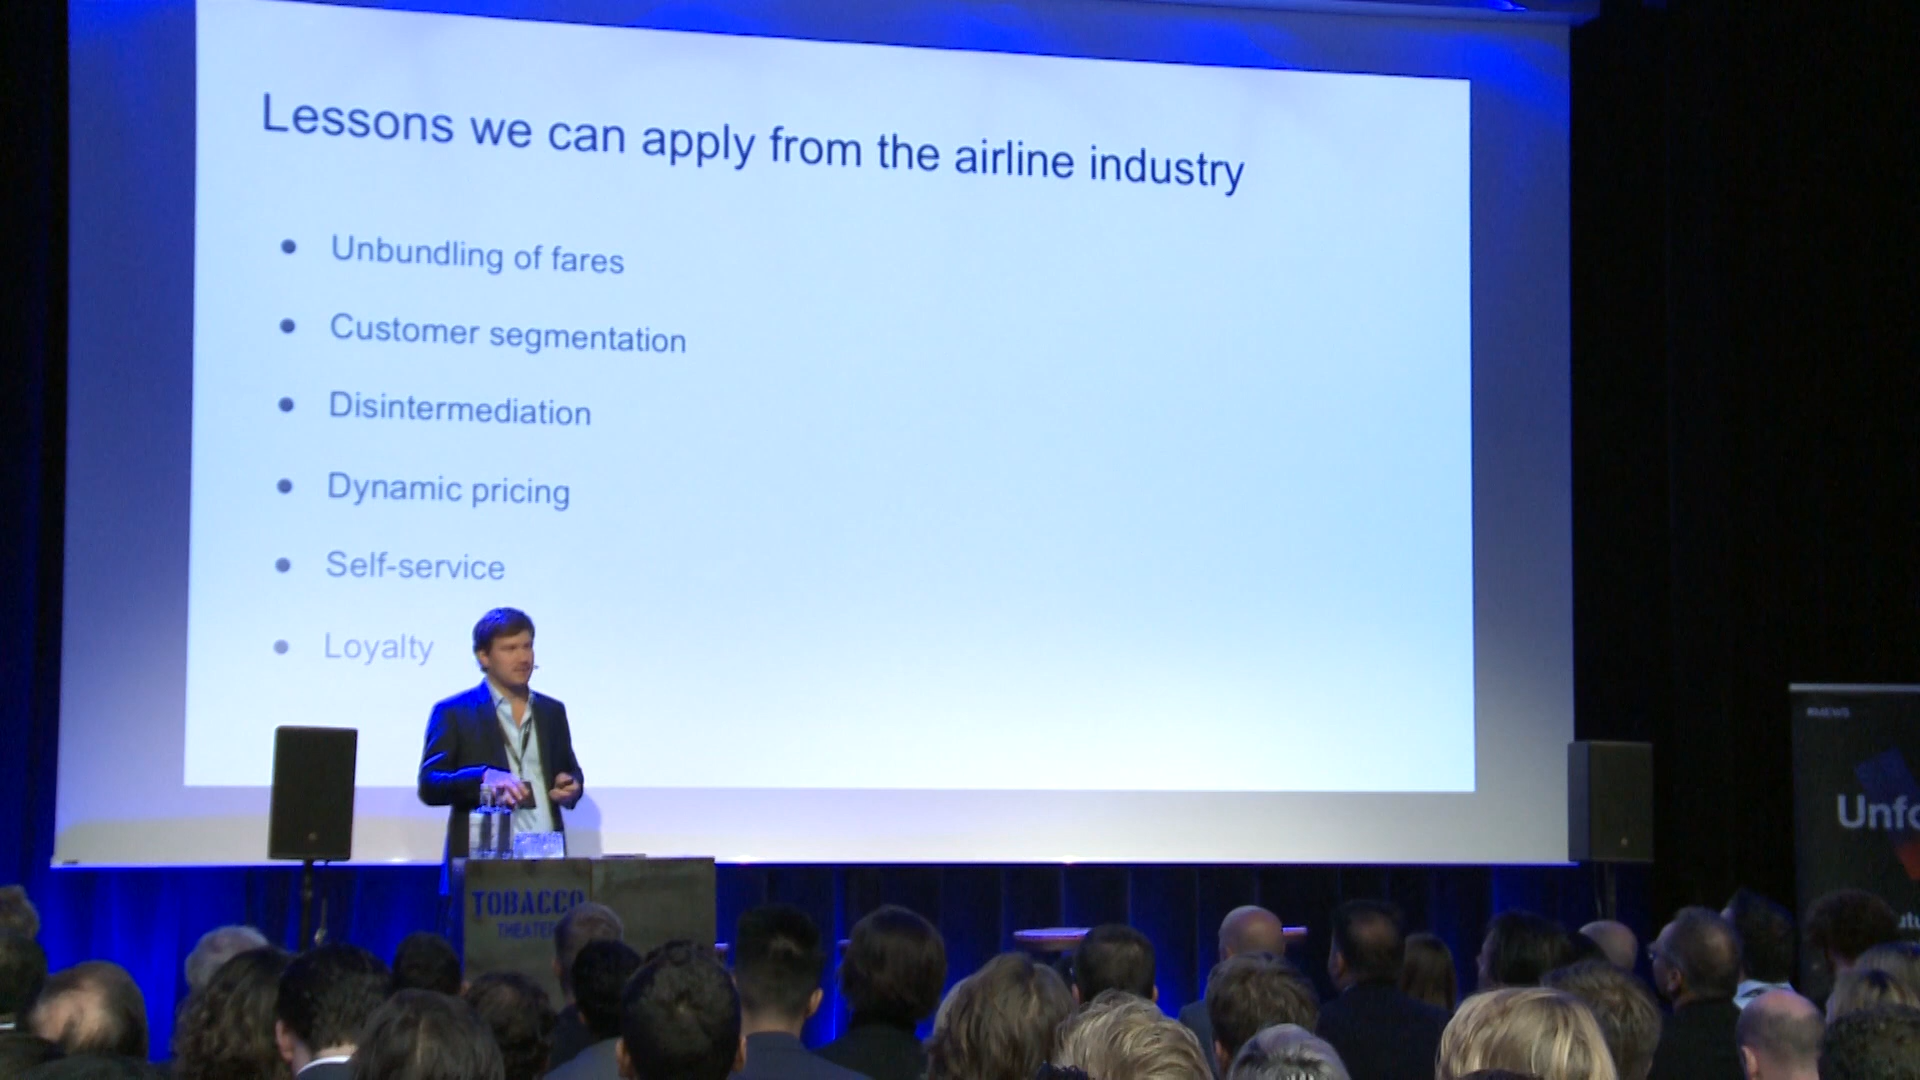 Lessons we can apply from the airline industry
● Unbundling of fares
● Customer segmentation
● Disintermediation
● Dynamic pricing
● Self-service
● Loyalty
TOBACCO
THEATER
#MEWS